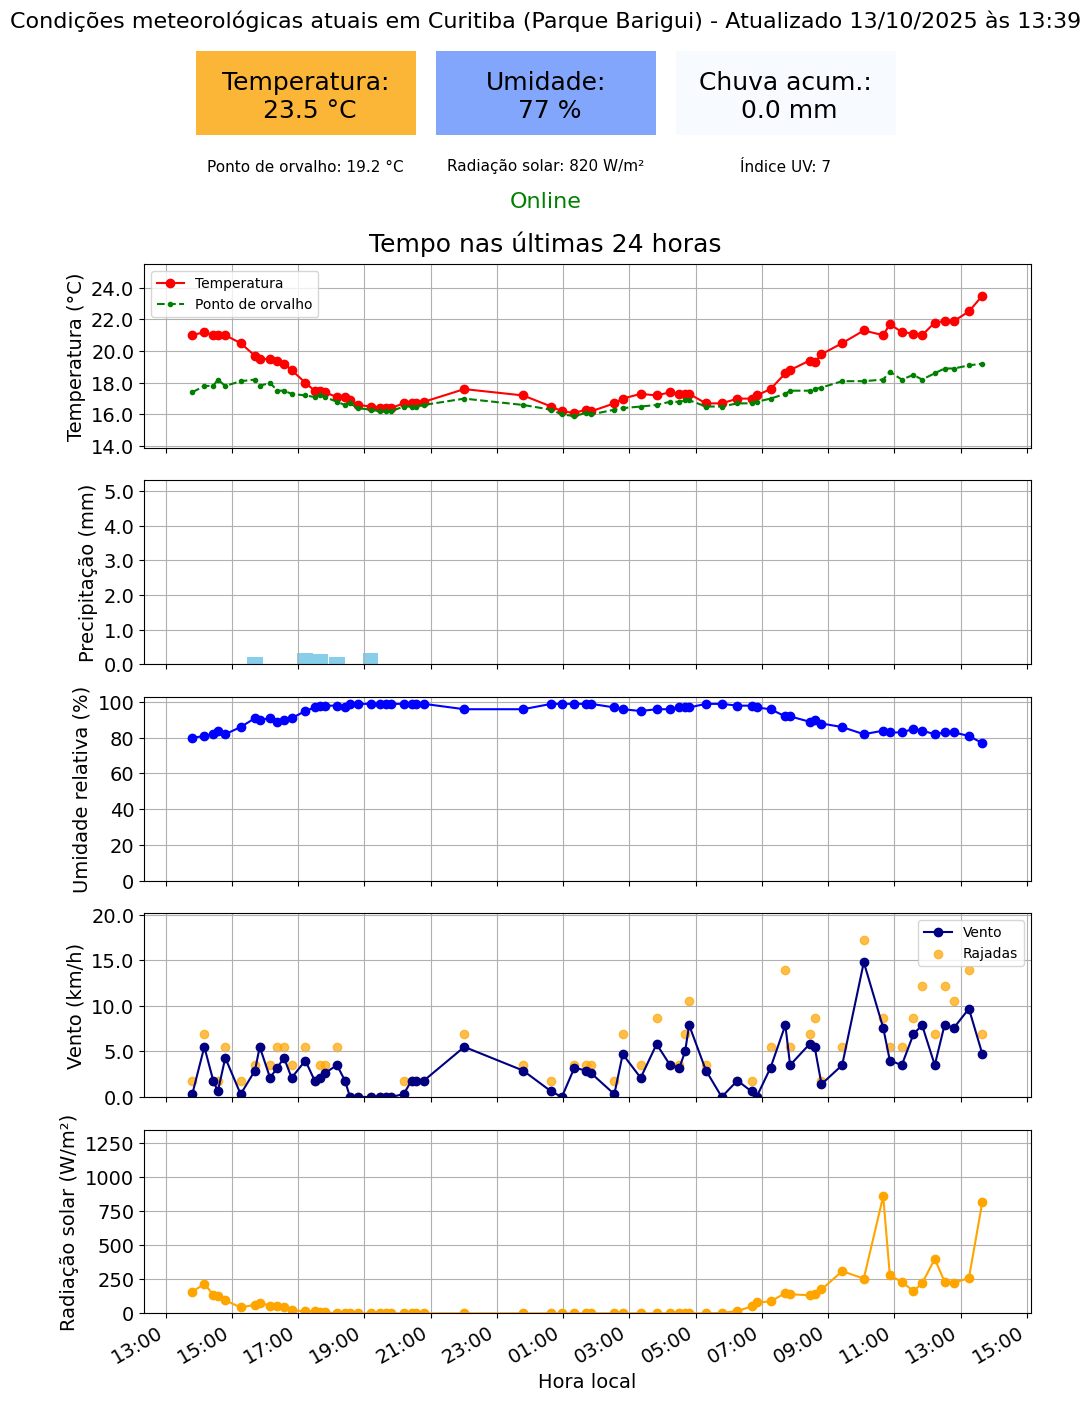 Condições meteorológicas atuais em Curitiba (Parque Barigui) - Atualizado 13/10/2025 às 13:39
Temperatura:
23.5 °C
Umidade:
77 %
Chuva acum.:
0.0 mm
Ponto de orvalho: 19.2 °C
Radiação solar: 820 W/m²
Índice UV: 7
Online
Tempo nas últimas 24 horas
Temperatura (°C)
24.0
22.0
20.0
18.0
16.0
14.0
Temperatura
Ponto de orvalho
Precipitação (mm)
5.0
4.0
3.0
2.0
1.0
0.0
Umidade relativa (%)
100
80
60
40
20
0
Vento (km/h)
20.0
15.0
10.0
5.0
0.0
Vento
Rajadas
Radiação solar (W/m²)
1250
1000
750
500
250
0
13:00
15:00
17:00
19:00
21:00
23:00
01:00
03:00
05:00
07:00
09:00
11:00
13:00
15:00
Hora local